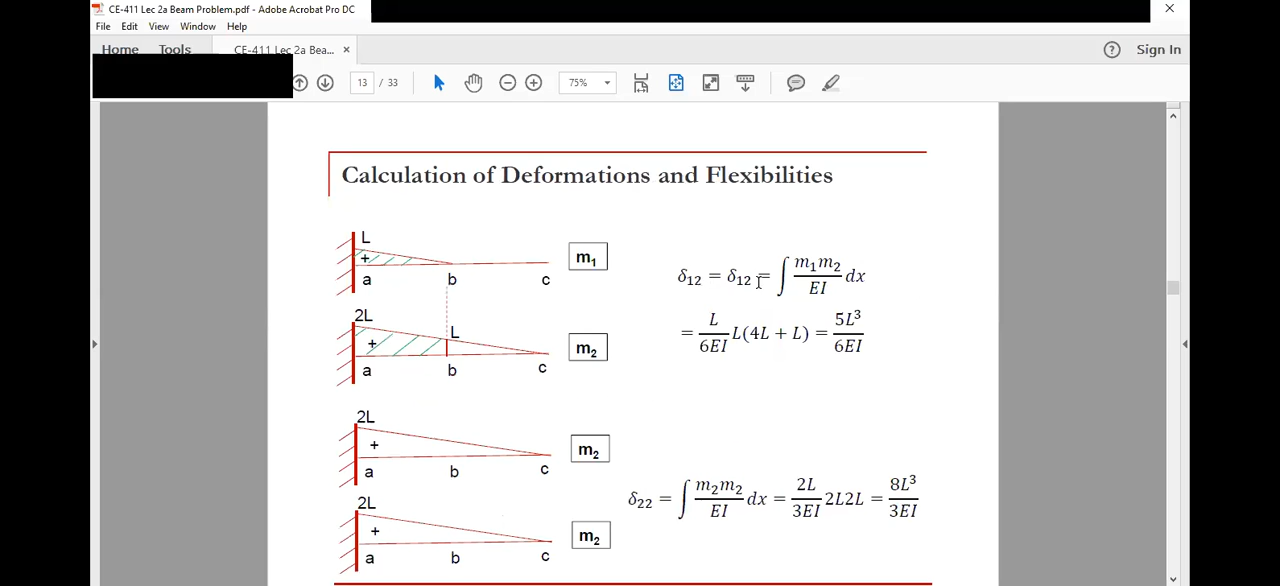 CE-411 Lec 2a Beam Problem.pdf - Adobe Acrobat Pro DC
File Edit View Window Help
Home Tools CE-411 Lec 2a Bea... × ? Sign In
13 / 33 75%
Calculation of Deformations and Flexibilities
L
+
a b c
m₁
2L
L
+
a b c
m₂
δ₁₂ = δ₁₂ = ∫ m₁m₂/EI dx
= L/6EI L(4L + L) = 5L³/6EI
2L
+
a b c
m₂
2L
+
a b c
m₂
δ₂₂ = ∫ m₂m₂/EI dx = 2L/3EI 2L2L = 8L³/3EI